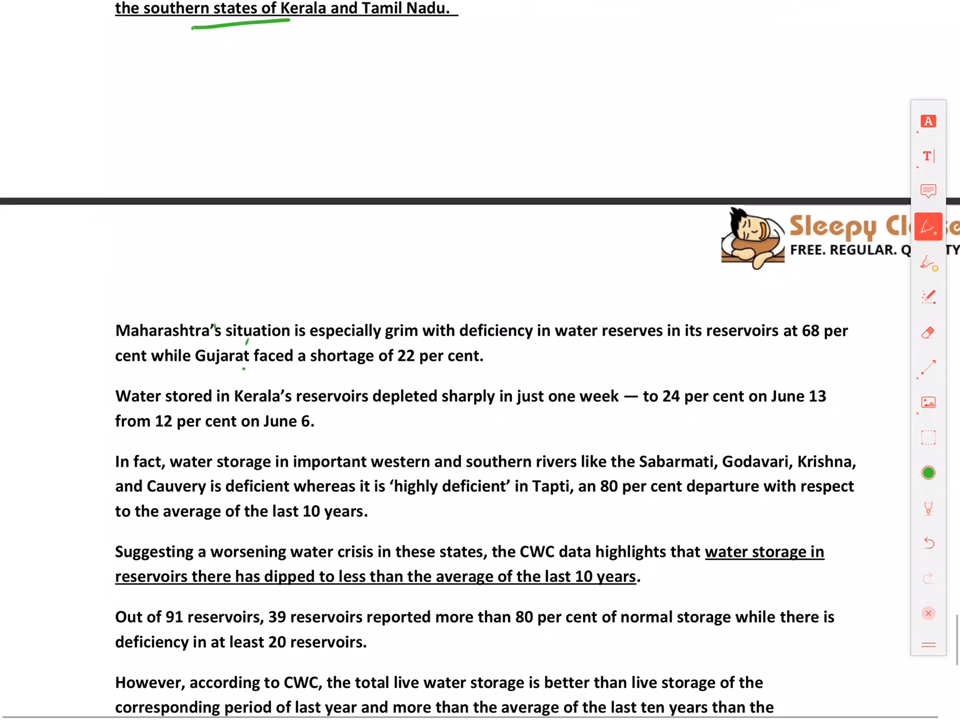 the southern states of Kerala and Tamil Nadu.
Sleepy Cl
FREE. REGULAR. Q
Maharashtra's situation is especially grim with deficiency in water reserves in its reservoirs at 68 per
cent while Gujarat faced a shortage of 22 per cent.
Water stored in Kerala’s reservoirs depleted sharply in just one week — to 24 per cent on June 13
from 12 per cent on June 6.
In fact, water storage in important western and southern rivers like the Sabarmati, Godavari, Krishna,
and Cauvery is deficient whereas it is ‘highly deficient’ in Tapti, an 80 per cent departure with respect
to the average of the last 10 years.
Suggesting a worsening water crisis in these states, the CWC data highlights that water storage in
reservoirs there has dipped to less than the average of the last 10 years.
Out of 91 reservoirs, 39 reservoirs reported more than 80 per cent of normal storage while there is
deficiency in at least 20 reservoirs.
However, according to CWC, the total live water storage is better than live storage of the
corresponding period of last year and more than the average of the last ten years than the